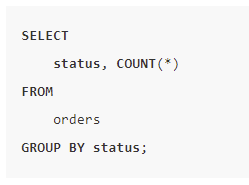 SELECT
    status, COUNT(*)
FROM
    orders
GROUP BY status;